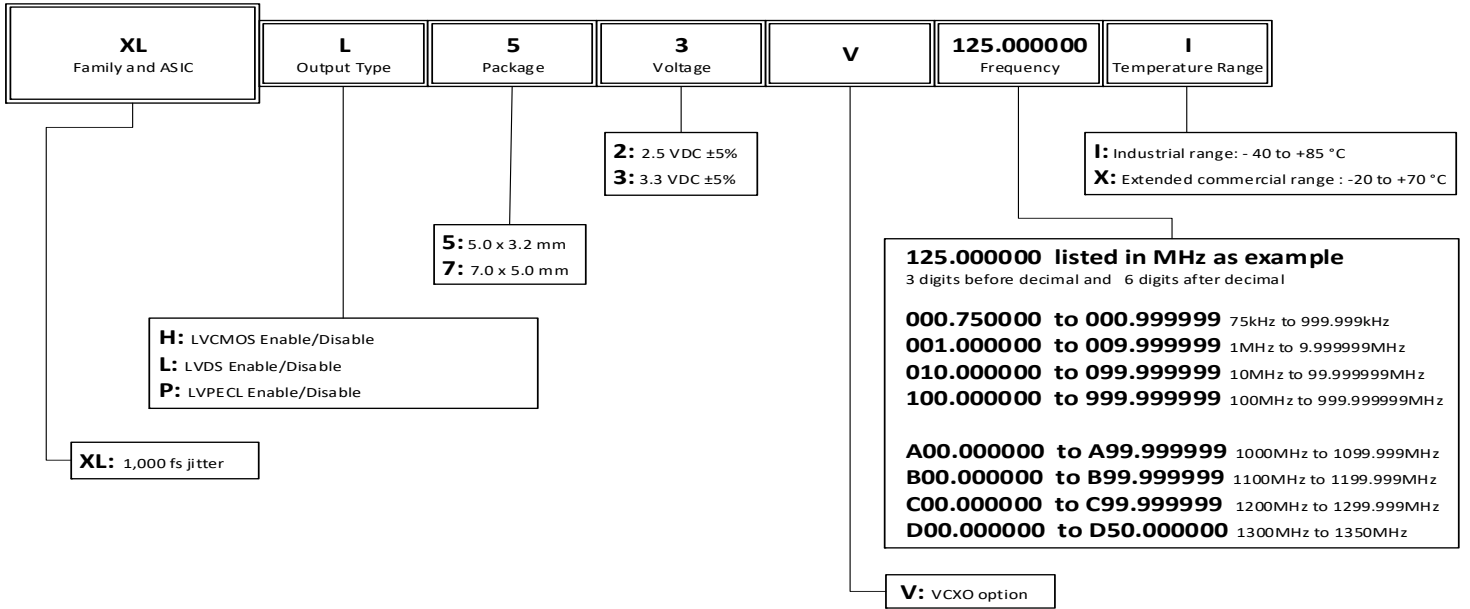 XL
Family and ASIC
L
Output Type
5
Package
3
Voltage
V
125.000000
Frequency
I
Temperature Range
2: 2.5 VDC ±5%
3: 3.3 VDC ±5%
I: Industrial range: - 40 to +85 °C
X: Extended commercial range : -20 to +70 °C
5: 5.0 x 3.2 mm
7: 7.0 x 5.0 mm
125.000000 listed in MHz as example
3 digits before decimal and 6 digits after decimal
000.750000 to 000.999999 75kHz to 999.999kHz
001.000000 to 009.999999 1MHz to 9.999999MHz
010.000000 to 099.999999 10MHz to 99.999999MHz
100.000000 to 999.999999 100MHz to 999.999999MHz
A00.000000 to A99.999999 1000MHz to 1099.999MHz
B00.000000 to B99.999999 1100MHz to 1199.999MHz
C00.000000 to C99.999999 1200MHz to 1299.999MHz
D00.000000 to D50.000000 1300MHz to 1350MHz
H: LVCMOS Enable/Disable
L: LVDS Enable/Disable
P: LVPECL Enable/Disable
XL: 1,000 fs jitter
V: VCXO option